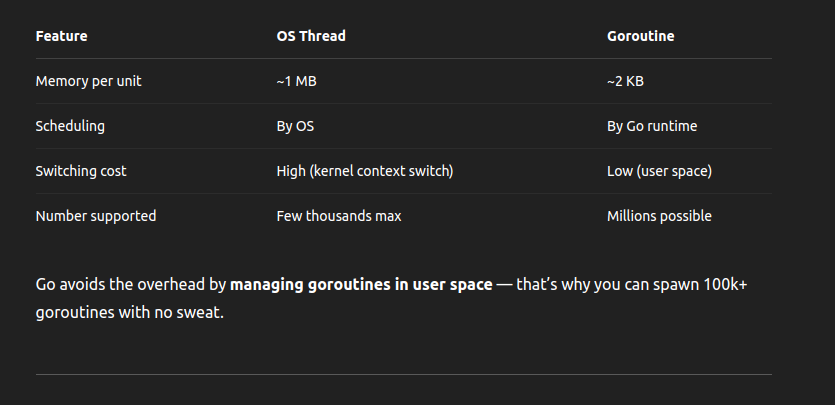 Feature OS Thread Goroutine
Memory per unit ~1 MB ~2 KB
Scheduling By OS By Go runtime
Switching cost High (kernel context switch) Low (user space)
Number supported Few thousands max Millions possible
Go avoids the overhead by managing goroutines in user space — that’s why you can spawn 100k+
goroutines with no sweat.